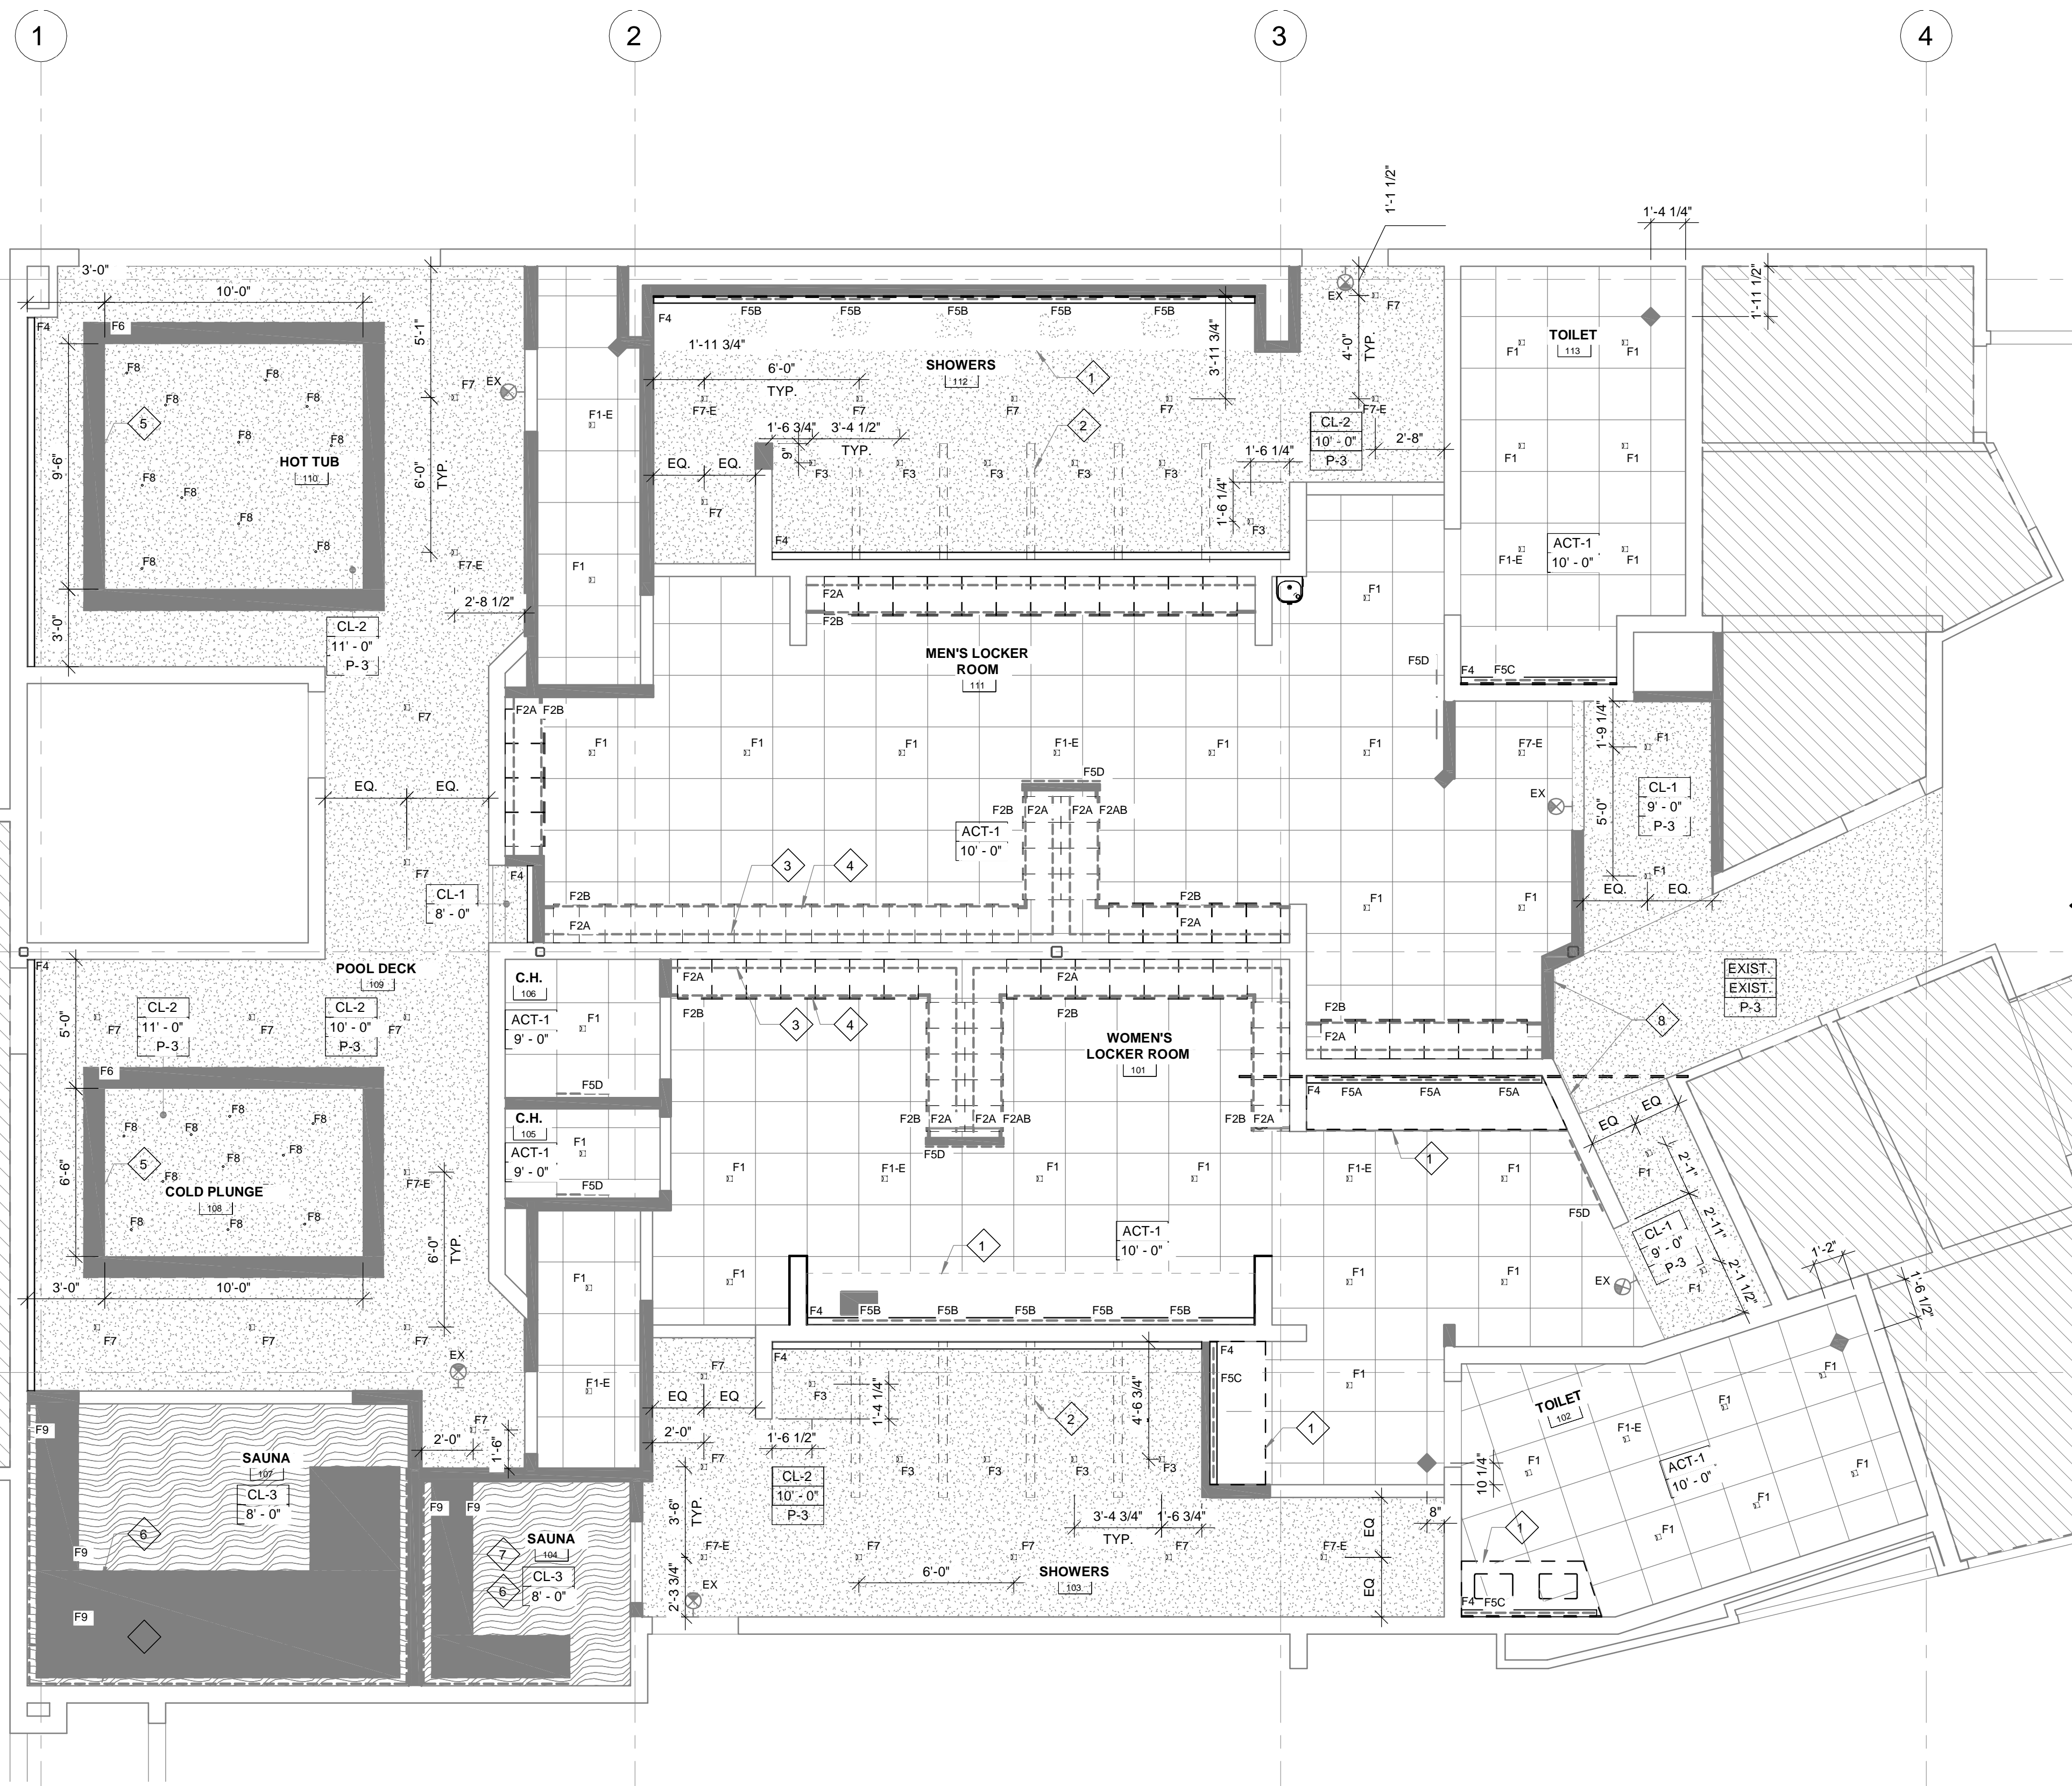 1
2
3
4
1'-1 1/2"
1'-4 1/4"
1'-11 1/2"
3'-0"
10'-0"
F4
F6
5'-1"
F8
F8
F8
F8
F8
F8
F8
F8
F8
F8
F8
5
HOT TUB
110
9'-6"
3'-0"
F7
EX
6'-0"
TYP.
F7-E
2'-8 1/2"
CL-2
11' - 0"
P-3
F1-E
F1
F4
F5B
F5B
F5B
F5B
F5B
1'-11 3/4"
6'-0"
TYP.
SHOWERS
112
1
2
3'-11 3/4"
F7-E
F7
F7
F7
1'-6 3/4"
3'-4 1/2"
TYP.
9"
EQ.
EQ.
F3
F3
F3
F3
F3
1'-6 1/4"
1'-6 1/4"
F3
F7
F4
EX
F7
4'-0"
TYP.
F7-E
CL-2
10' - 0"
P-3
2'-8"
TOILET
113
F1
F1
F1
F1
F1-E
F1
ACT-1
10' - 0"
F4
F5C
F5D
F2A
F2B
F1
MEN'S LOCKER
ROOM
111
F2A
F2B
F1
F1
F1
F1-E
F1
F1
F7-E
F7
EQ.
EQ.
F7
F5D
F2B
F2A
F2A
F2AB
ACT-1
10' - 0"
EX
1'-9 1/4"
F1
CL-1
9' - 0"
P-3
5'-0"
F1
EQ.
EQ.
3
4
CL-1
8' - 0"
F4
F2B
F2A
F2B
F2A
F1
F1
F4
POOL DECK
109
5'-0"
CL-2
11' - 0"
P-3
CL-2
10' - 0"
P-3
F7
F7
F7
C.H.
106
ACT-1
9' - 0"
F1
F5D
F2A
F2B
3
4
F2A
F2B
WOMEN'S
LOCKER ROOM
101
F2B
F2A
EXIST.
EXIST.
P-3
8
F6
F8
F8
F8
F8
F8
F8
F8
F8
F8
F8
5
COLD PLUNGE
108
6'-6"
3'-0"
10'-0"
F7-E
6'-0"
TYP.
F7
F7
F7
EX
C.H.
105
ACT-1
9' - 0"
F1
F5D
F2B
F2A
F2A
F2AB
F5D
F2B
F2A
F4
F5A
F5A
F5A
1
EQ
EQ
F1
2'-1"
2'-11"
2'-1 1/2"
F5D
CL-1
9' - 0"
P-3
F1
EX
F1
F1-E
F1
F1
F1-E
F1
ACT-1
10' - 0"
1
F1
F1
F1
F1
F4
F5B
F5B
F5B
F5B
F5B
1'-2"
1'-6 1/2"
F1-E
F7
EQ
EQ
2'-0"
F7
F4
F3
1'-4 1/4"
1'-6 1/2"
2
4'-6 3/4"
F4
F5C
1
F1
TOILET
102
F1
F1
F1-E
F1
F1
F1
F1
ACT-1
10' - 0"
10 1/4"
8"
1
F4
F5C
F7
2'-0"
1'-6"
F9
SAUNA
107
CL-3
8' - 0"
6
F9
F9
F9
F9
SAUNA
104
7
6
CL-3
8' - 0"
3'-6"
TYP.
F7-E
EX
2'-3 3/4"
CL-2
10' - 0"
P-3
F3
F3
F3
3'-4 3/4"
TYP.
1'-6 3/4"
F7
F7
F7
6'-0"
SHOWERS
103
F7-E
EQ
EQ